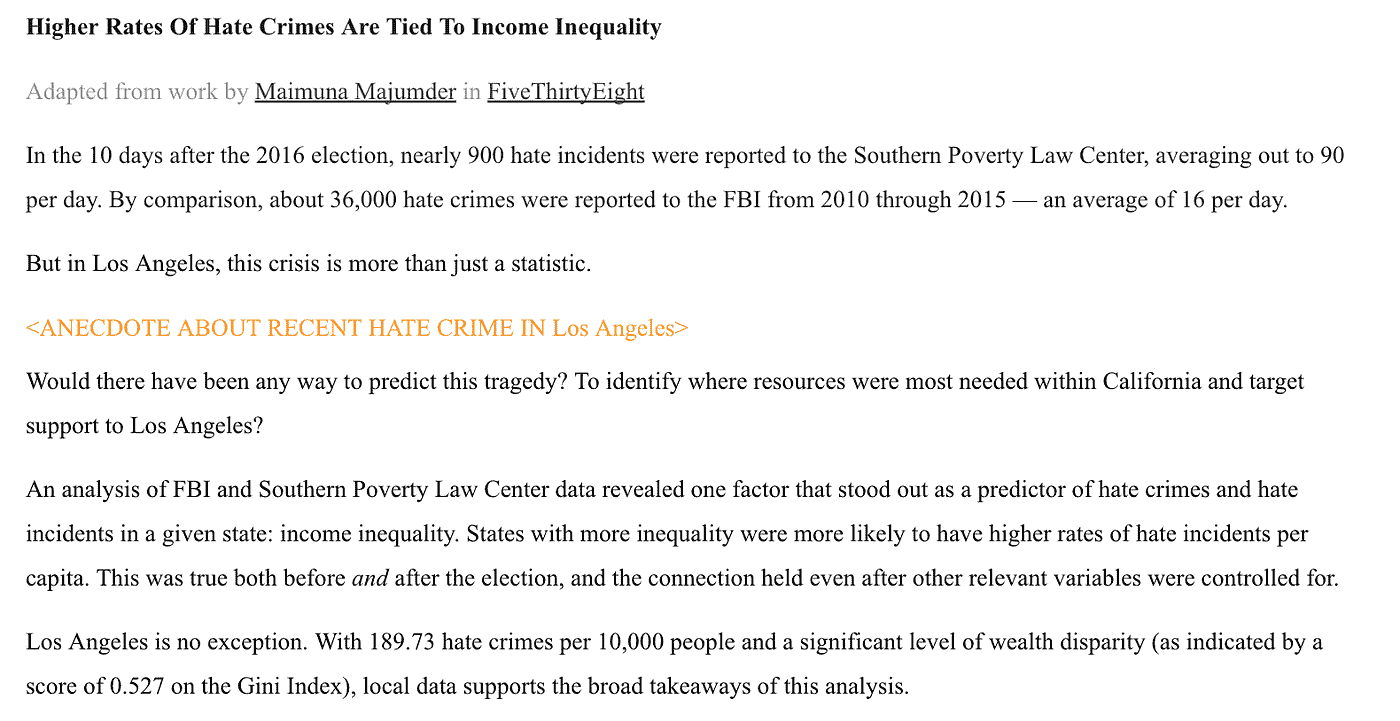 Higher Rates Of Hate Crimes Are Tied To Income Inequality
Adapted from work by Maimuna Majumder in FiveThirtyEight
In the 10 days after the 2016 election, nearly 900 hate incidents were reported to the Southern Poverty Law Center, averaging out to 90
per day. By comparison, about 36,000 hate crimes were reported to the FBI from 2010 through 2015 — an average of 16 per day.
But in Los Angeles, this crisis is more than just a statistic.
<ANECDOTE ABOUT RECENT HATE CRIME IN Los Angeles>
Would there have been any way to predict this tragedy? To identify where resources were most needed within California and target
support to Los Angeles?
An analysis of FBI and Southern Poverty Law Center data revealed one factor that stood out as a predictor of hate crimes and hate
incidents in a given state: income inequality. States with more inequality were more likely to have higher rates of hate incidents per
capita. This was true both before and after the election, and the connection held even after other relevant variables were controlled for.
Los Angeles is no exception. With 189.73 hate crimes per 10,000 people and a significant level of wealth disparity (as indicated by a
score of 0.527 on the Gini Index), local data supports the broad takeaways of this analysis.